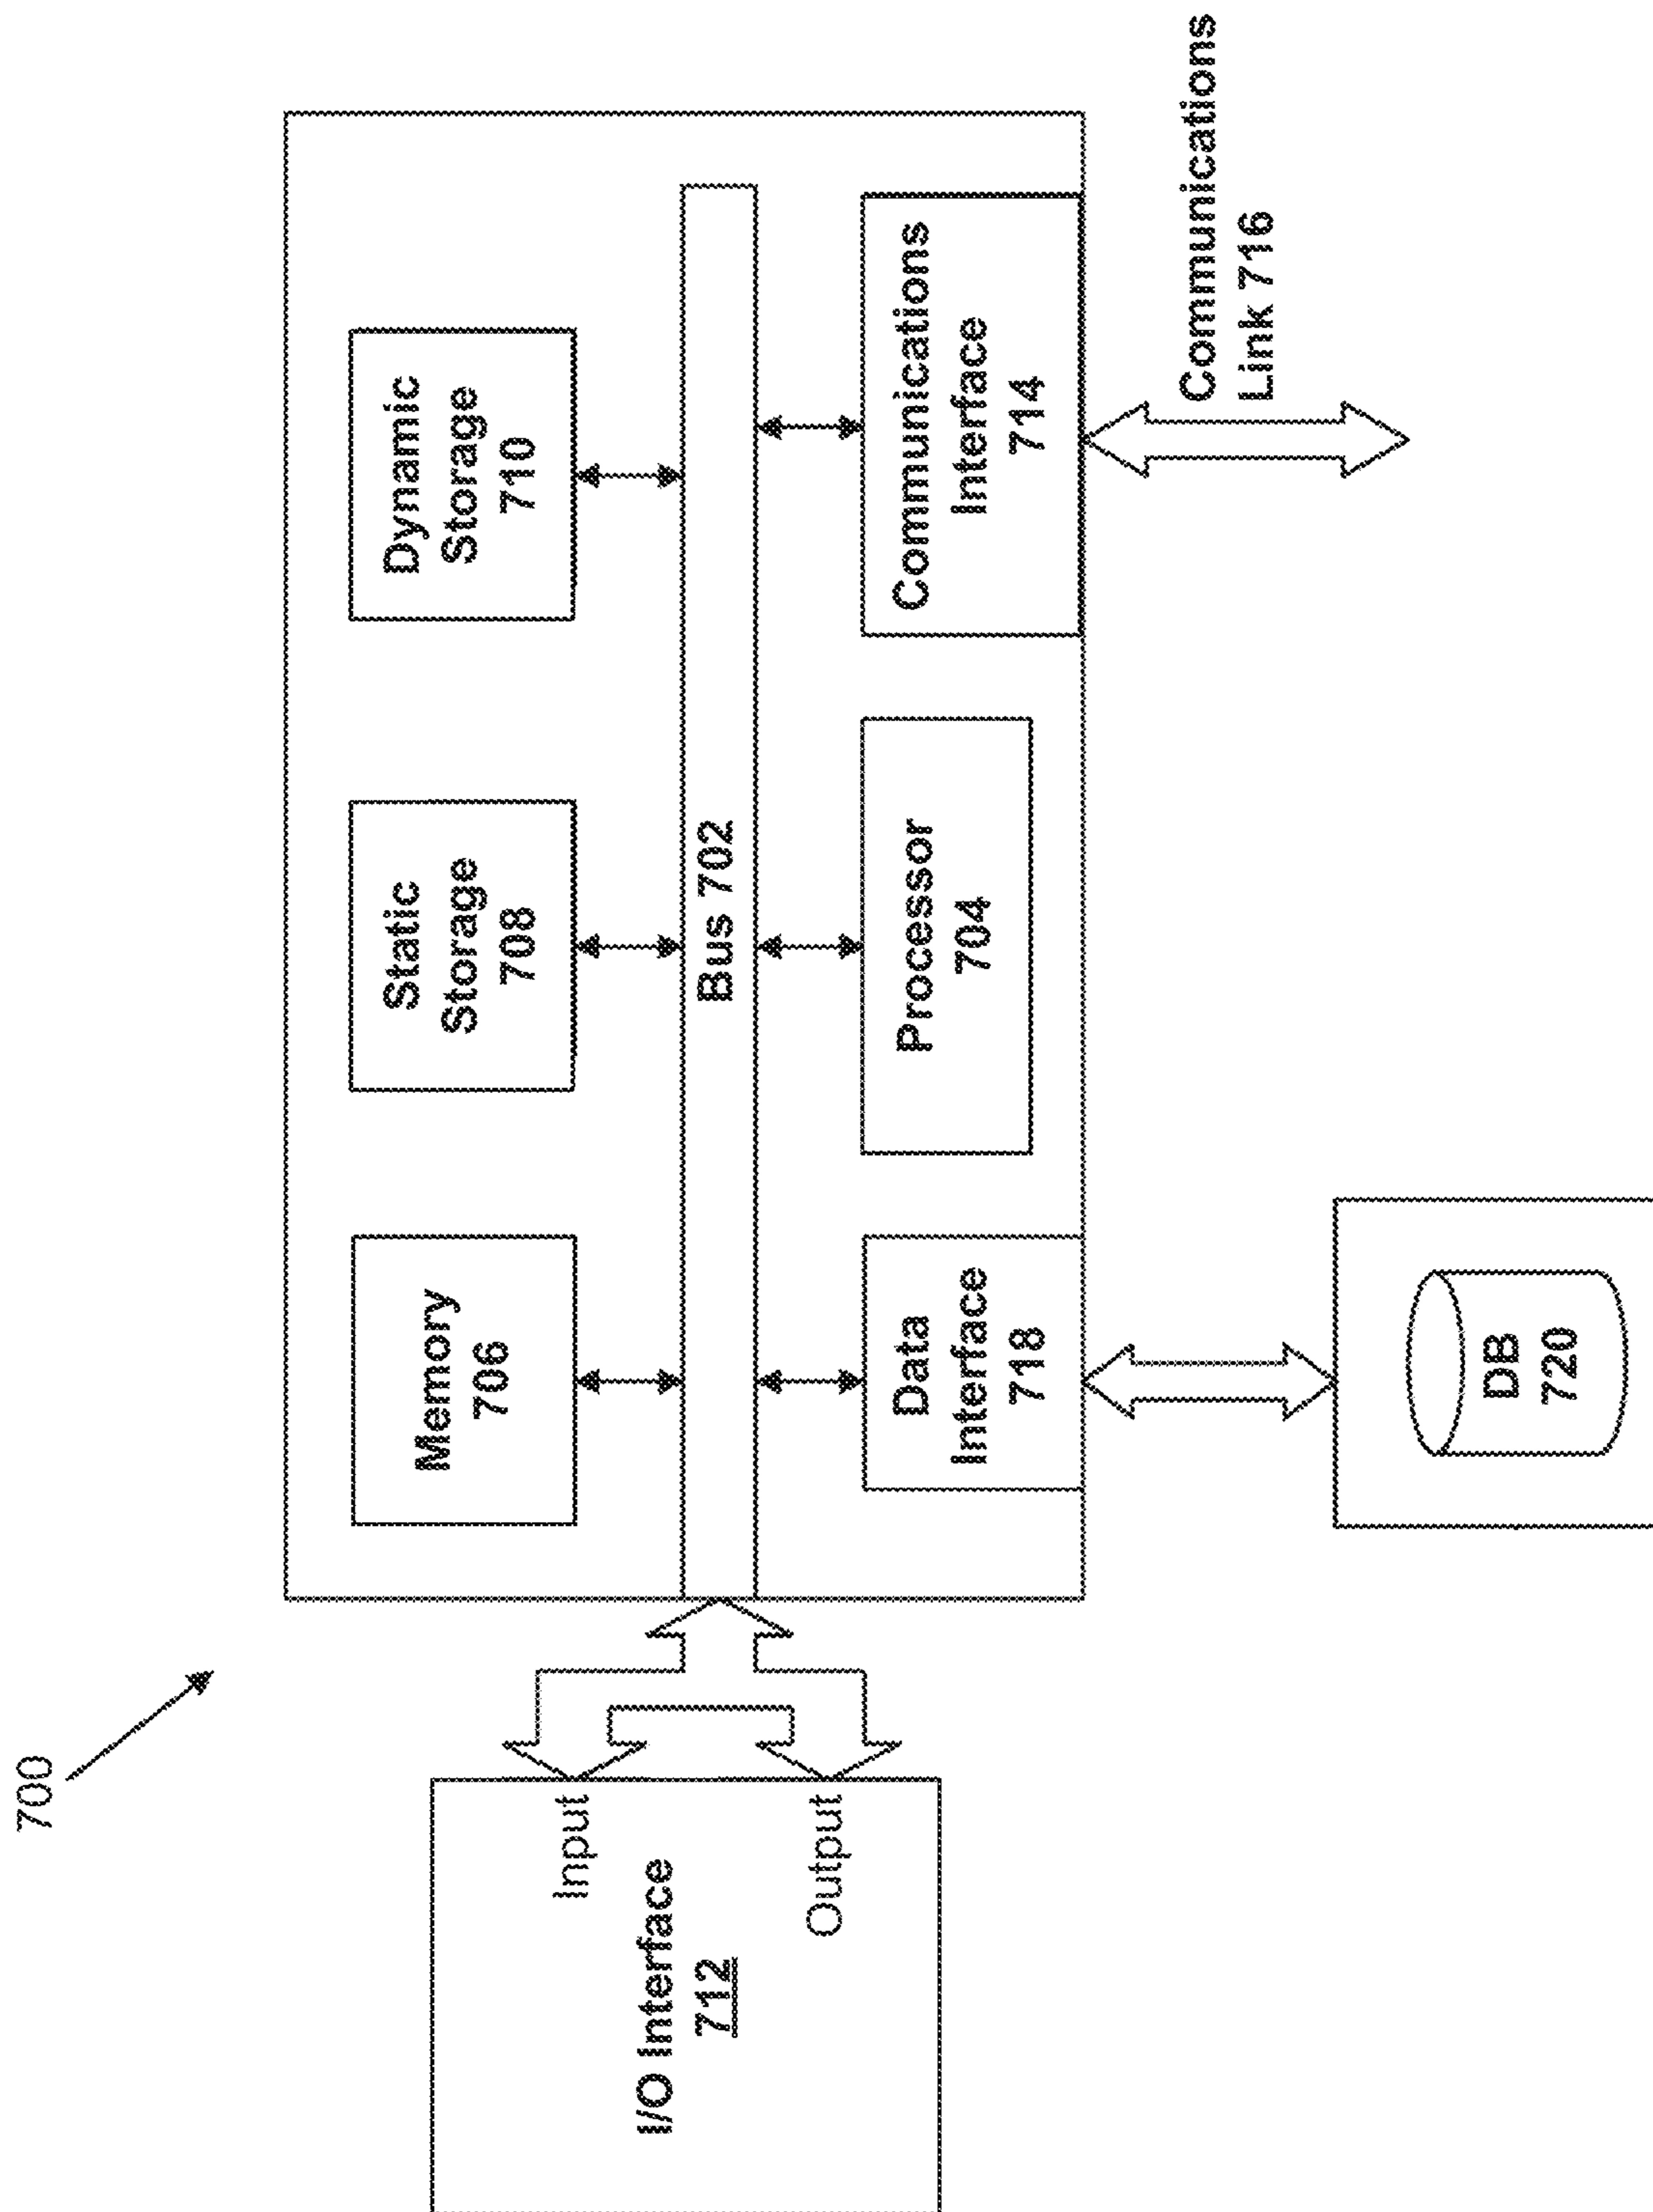 700
Memory
706
Static
Storage
708
Dynamic
Storage
710
I/O Interface
712
Input
Output
Bus 702
Data
Interface
718
Processor
704
Communications
Interface
714
DB
720
Communications
Link 716